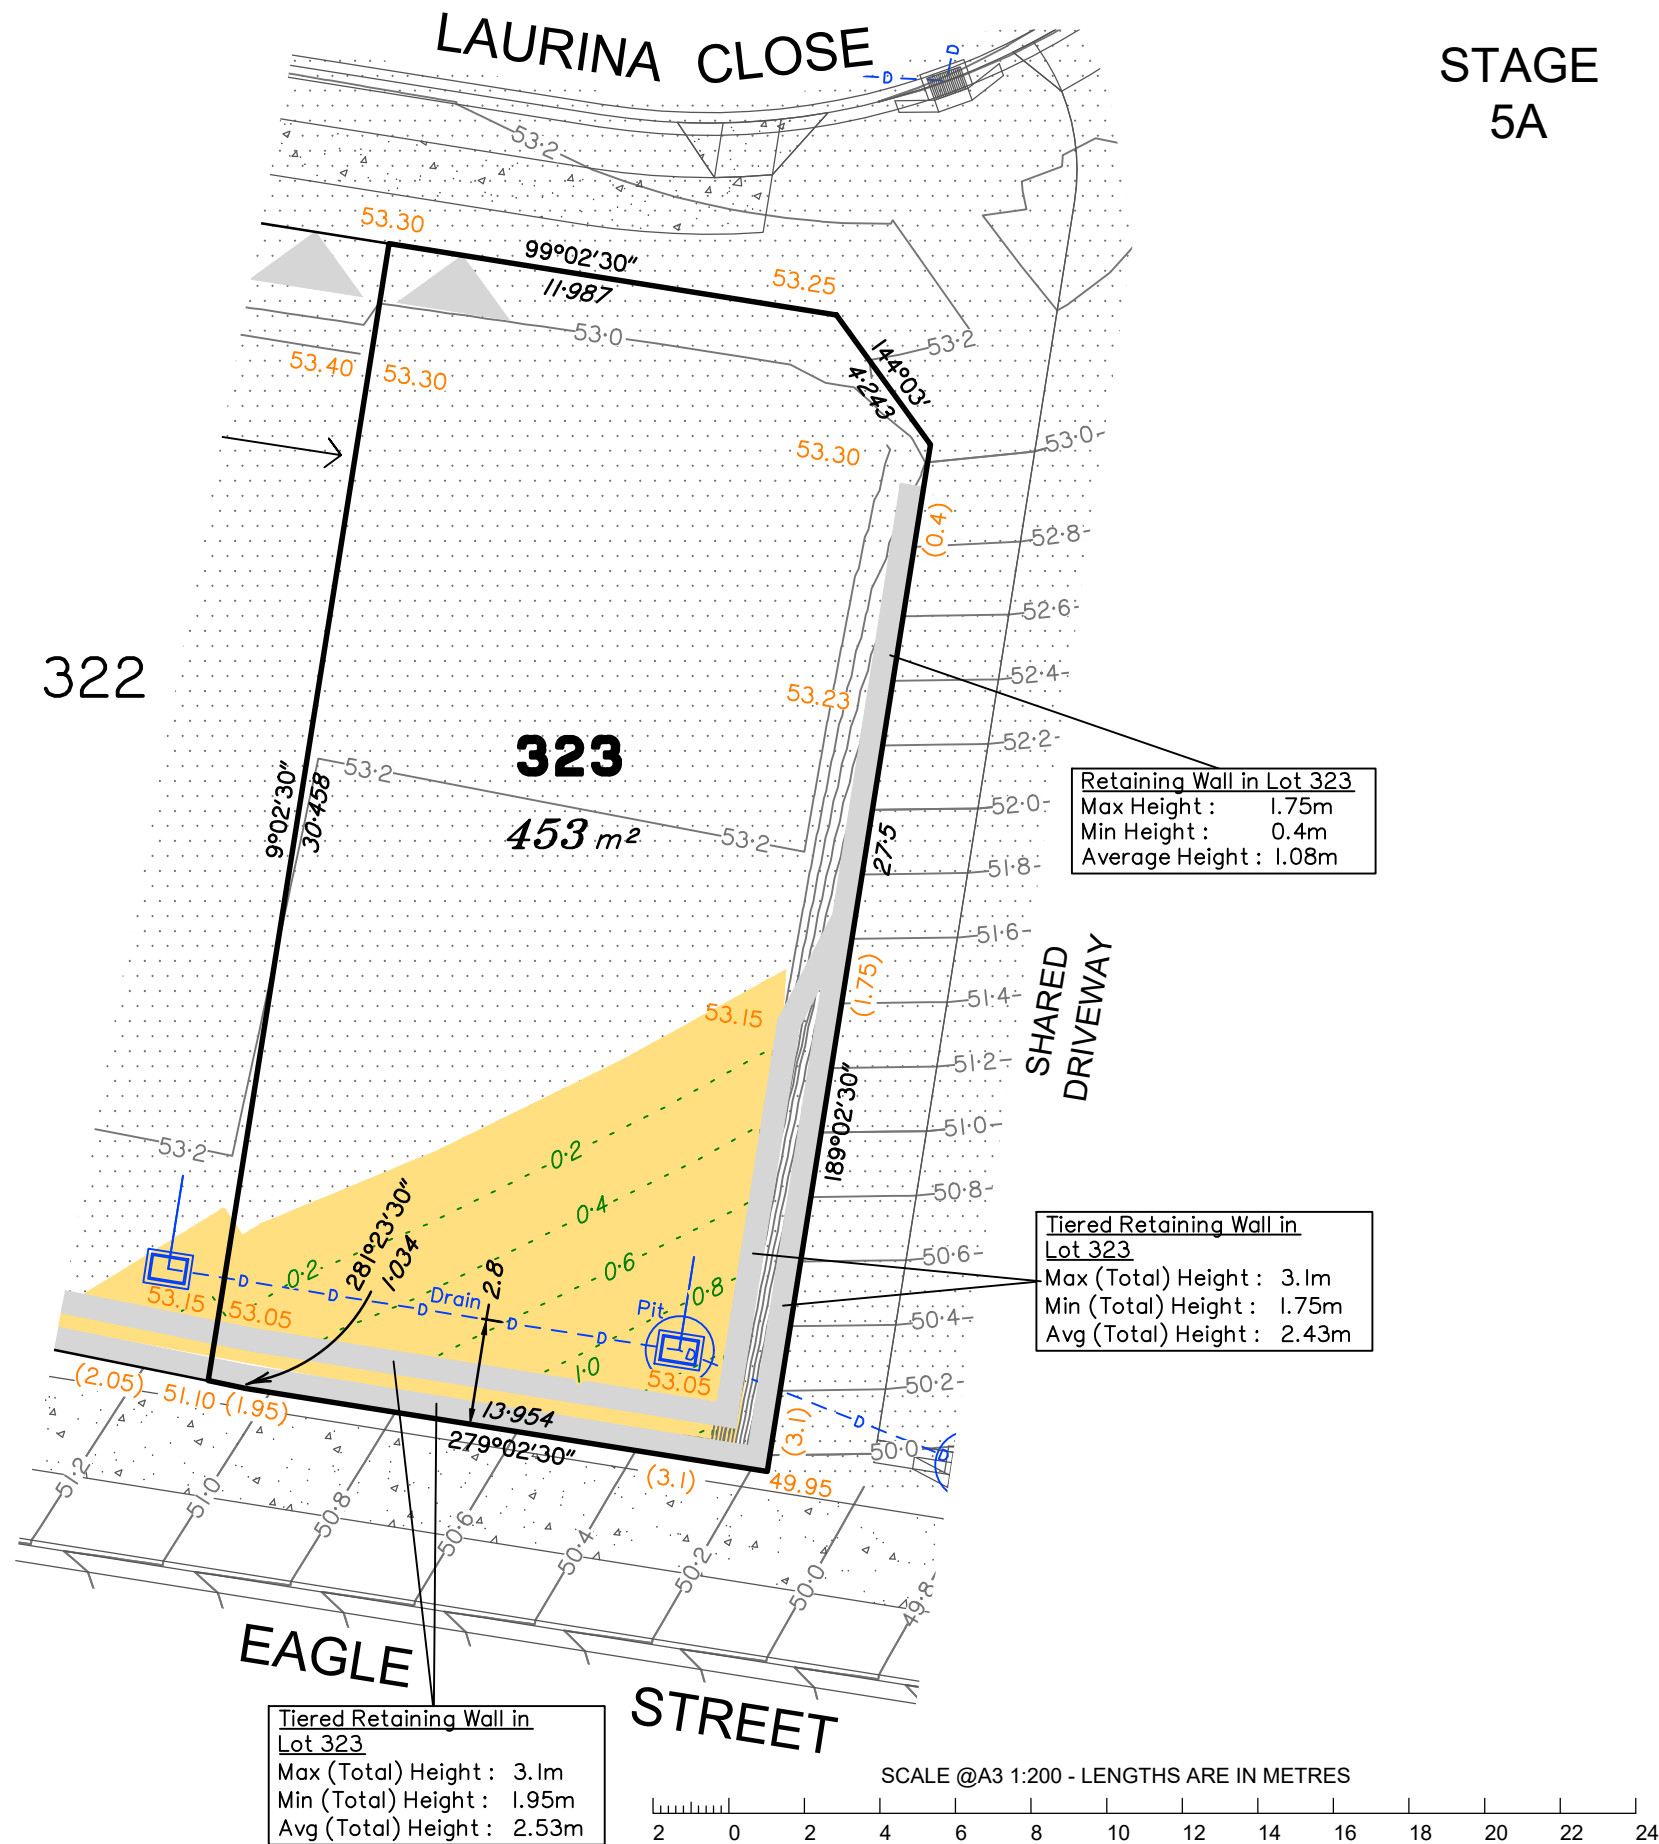 LAURINA CLOSE
STAGE
5A
D
D
53·2
53.30
99°02'30"
11·987
53.25
53·0
53·2
144°03'
4·243
53.40
53.30
53.30
53·0
(0.4)
52·8
52·6
52·4
52·2
52·0
51·8
51·6
51·4
51·2
51·0
50·8
50·6
50·4
50·2
50·0
322
53.23
323
453 m²
53·2
53·2
9°02'30"
30·458
27·5
Retaining Wall in Lot 323
Max Height : 1.75m
Min Height : 0.4m
Average Height : 1.08m
(1.75)
53.15
SHARED
DRIVEWAY
189°02'30"
53·2
0·2
0·4
0·6
0·8
1·0
0·2
281°23'30"
1·034
2·8
Drain
Pit
D
D
D
D
D
D
D
D
53.15
53.05
53.05
Tiered Retaining Wall in
Lot 323
Max (Total) Height : 3.1m
Min (Total) Height : 1.75m
Avg (Total) Height : 2.43m
(2.05)
51.10 (1.95)
13·954
279°02'30"
(3.1)
(3.1)
49.95
51·2
51·0
50·8
50·6
50·4
50·2
50·0
49·8
EAGLE STREET
Tiered Retaining Wall in
Lot 323
Max (Total) Height : 3.1m
Min (Total) Height : 1.95m
Avg (Total) Height : 2.53m
SCALE @A3 1:200 - LENGTHS ARE IN METRES
2 0 2 4 6 8 10 12 14 16 18 20 22 24